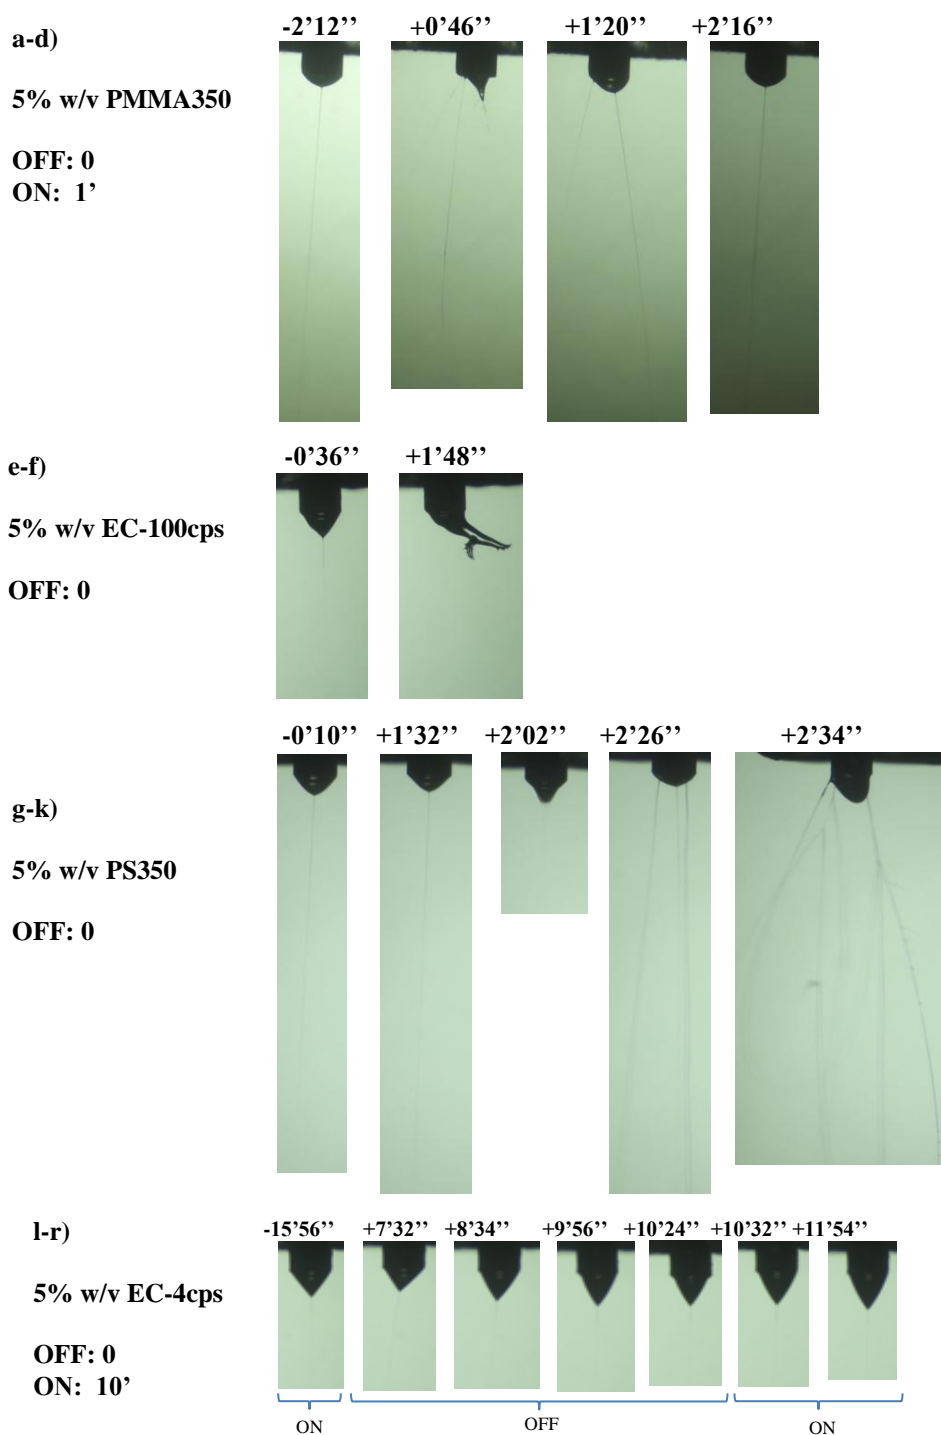 a-d)
-2’12’’ +0’46’’ +1’20’’ +2’16’’
5% w/v PMMA350
OFF: 0
ON: 1’
e-f)
-0’36’’ +1’48’’
5% w/v EC-100cps
OFF: 0
-0’10’’ +1’32’’ +2’02’’ +2’26’’ +2’34’’
g-k)
5% w/v PS350
OFF: 0
l-r)
-15’56’’ +7’32’’ +8’34’’ +9’56’’ +10’24’’ +10’32’’ +11’54’’
5% w/v EC-4cps
OFF: 0
ON: 10’
ON OFF ON